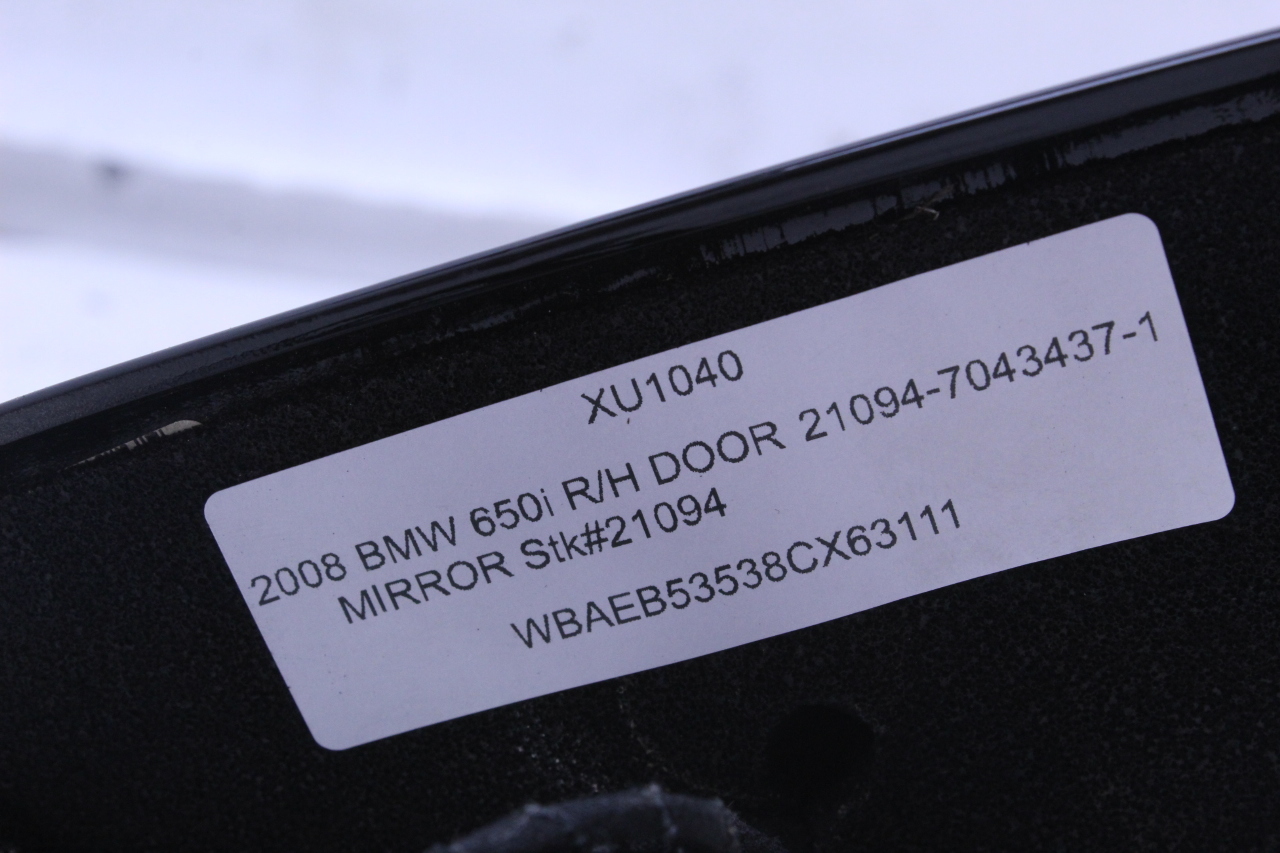 XU1040
2008 BMW 650i R/H DOOR 21094-7043437-1
MIRROR Stk#21094
WBAEB53538CX63111